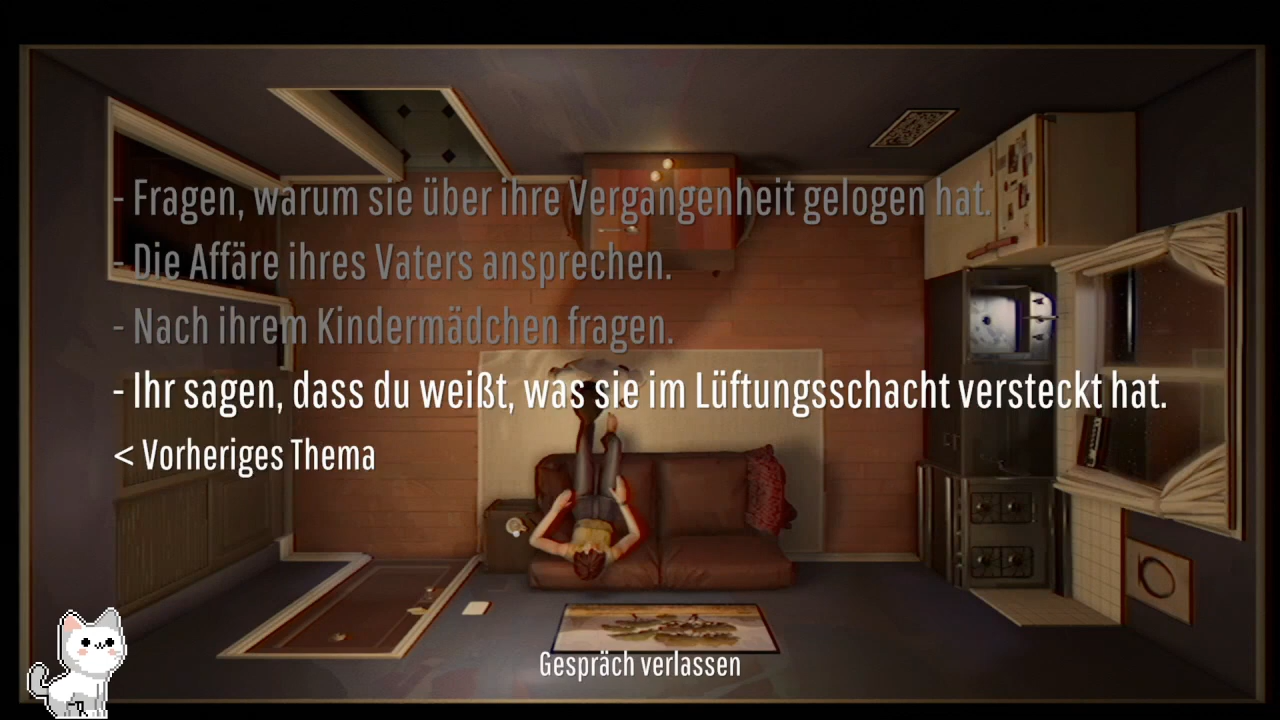 - Fragen, warum sie über ihre Vergangenheit gelogen hat.
- Die Affäre ihres Vaters ansprechen.
- Nach ihrem Kindermädchen fragen.
- Ihr sagen, dass du weißt, was sie im Lüftungsschacht versteckt hat.
< Vorheriges Thema
Gespräch verlassen